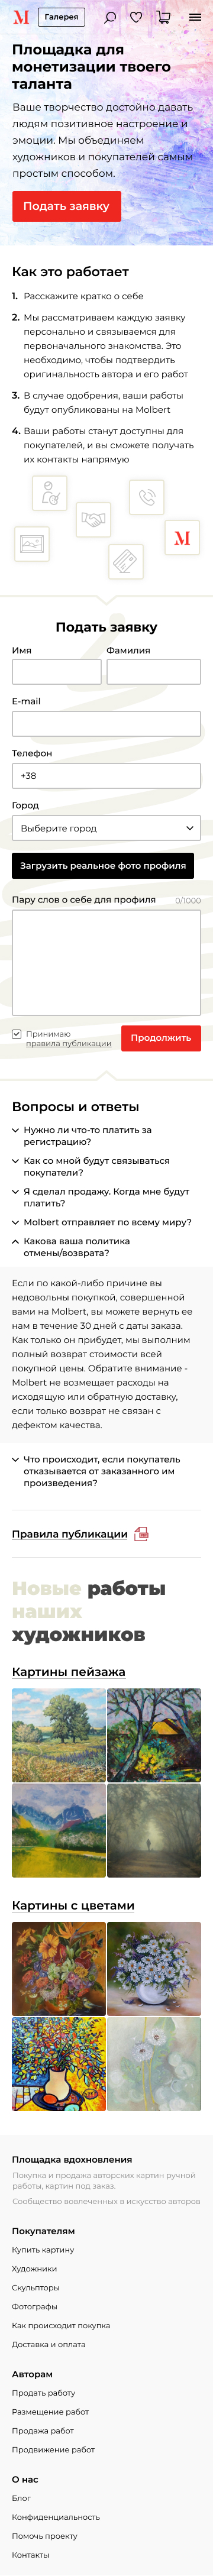 M Галерея
Площадка для
монетизации твоего
таланта
Ваше творчество достойно давать
людям позитивное настроение и
эмоции. Мы объединяем
художников и покупателей самым
простым способом.
Подать заявку
Как это работает
1. Расскажите кратко о себе
2. Мы рассматриваем каждую заявку
персонально и связываемся для
первоначального знакомства. Это
необходимо, чтобы подтвердить
оригинальность автора и его работ
3. В случае одобрения, ваши работы
будут опубликованы на Molbert
4. Ваши работы станут доступны для
покупателей, и вы сможете получать
их контакты напрямую
M
Подать заявку
Имя Фамилия
E-mail
Телефон
+38
Город
Выберите город
Загрузить реальное фото профиля
Пару слов о себе для профиля 0/1000
Принимаю
правила публикации
Продолжить
Вопросы и ответы
Нужно ли что-то платить за
регистрацию?
Как со мной будут связываться
покупатели?
Я сделал продажу. Когда мне будут
платить?
Molbert отправляет по всему миру?
Какова ваша политика
отмены/возврата?
Если по какой-либо причине вы
недовольны покупкой, совершенной
вами на Molbert, вы можете вернуть ее
нам в течение 30 дней с даты заказа.
Как только он прибудет, мы выполним
полный возврат стоимости всей
покупной цены. Обратите внимание -
Molbert не возмещает расходы на
исходящую или обратную доставку,
если только возврат не связан с
дефектом качества.
Что происходит, если покупатель
отказывается от заказанного им
произведения?
Правила публикации
Новые работы
наших
художников
Картины пейзажа
Картины с цветами
Площадка вдохновления
Покупка и продажа авторских картин ручной
работы, картин под заказ.
Сообщество вовлеченных в искусство авторов
Покупателям
Купить картину
Художники
Скульпторы
Фотографы
Как происходит покупка
Доставка и оплата
Авторам
Продать работу
Размещение работ
Продажа работ
Продвижение работ
О нас
Блог
Конфиденциальность
Помочь проекту
Контакты